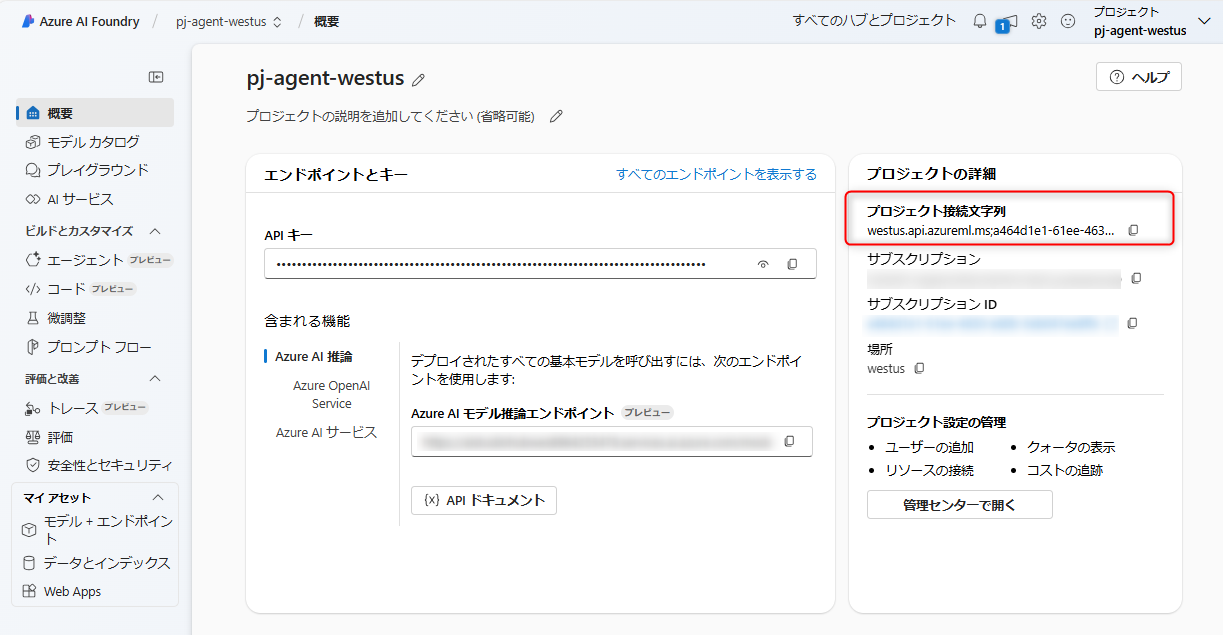 Azure AI Foundry / pj-agent-westus / 概要
すべてのハブとプロジェクト
1
プロジェクト
pj-agent-westus
概要
モデル カタログ
プレイグラウンド
AI サービス
ビルドとカスタマイズ
エージェント プレビュー
コード プレビュー
微調整
プロンプト フロー
評価と改善
トレース プレビュー
評価
安全性とセキュリティ
マイ アセット
モデル + エンドポイン
ト
データとインデックス
Web Apps
pj-agent-westus
ヘルプ
プロジェクトの説明を追加してください (省略可能)
エンドポイントとキー
すべてのエンドポイントを表示する
API キー
含まれる機能
Azure AI 推論
Azure OpenAI
Service
Azure AI サービス
デプロイされたすべての基本モデルを呼び出すには、次のエンドポイ
ントを使用します:
Azure AI モデル推論エンドポイント プレビュー
{x} API ドキュメント
プロジェクトの詳細
プロジェクト接続文字列
westus.api.azureml.ms;a464d1e1-61ee-463...
サブスクリプション
サブスクリプション ID
場所
westus
プロジェクト設定の管理
• ユーザーの追加
• クォータの表示
• リソースの接続
• コストの追跡
管理センターで開く